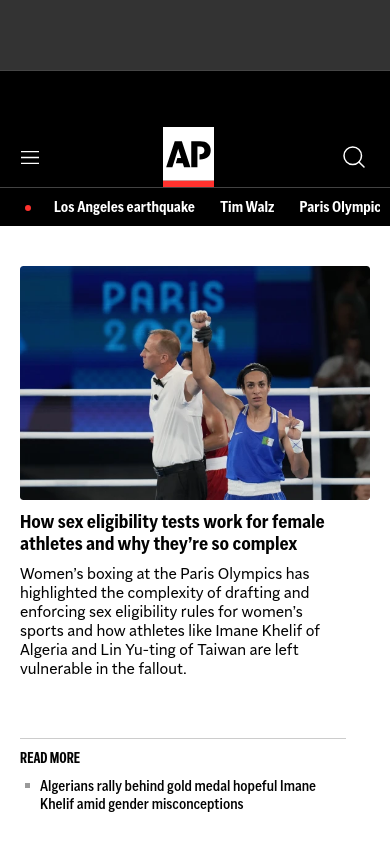 AP
Los Angeles earthquake Tim Walz Paris Olympic
PARIS
2024
How sex eligibility tests work for female
athletes and why they’re so complex
Women’s boxing at the Paris Olympics has
highlighted the complexity of drafting and
enforcing sex eligibility rules for women’s
sports and how athletes like Imane Khelif of
Algeria and Lin Yu-ting of Taiwan are left
vulnerable in the fallout.
READ MORE
Algerians rally behind gold medal hopeful Imane
Khelif amid gender misconceptions